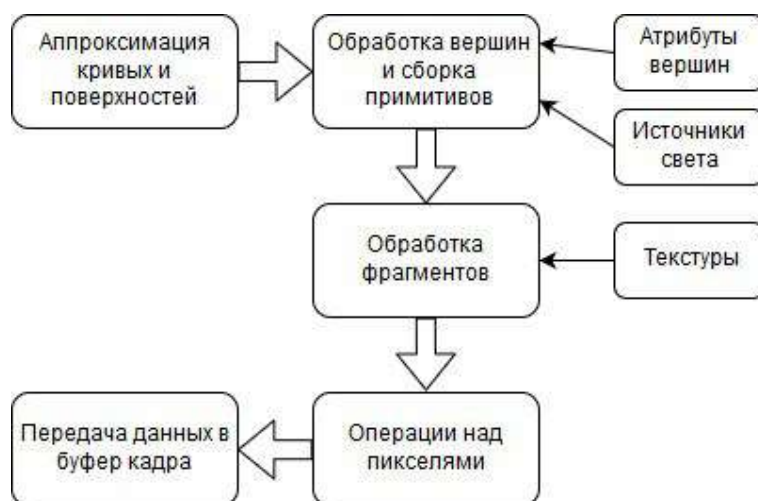 Аппроксимация
кривых и
поверхностей
Обработка вершин
и сборка
примитивов
Атрибуты
вершин
Источники
света
Обработка
фрагментов
Текстуры
Передача данных в
буфер кадра
Операции над
пикселями